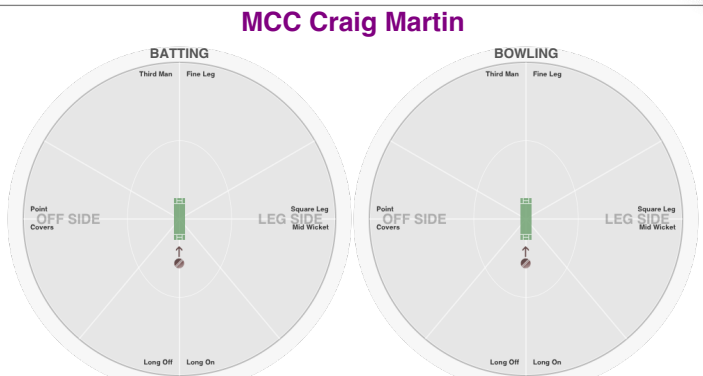 MCC Craig Martin
BATTING
Third Man Fine Leg
Point
OFF SIDE
Covers
Square Leg
LEG SIDE
Mid Wicket
Long Off Long On
BOWLING
Third Man Fine Leg
Point
OFF SIDE
Covers
Square Leg
LEG SIDE
Mid Wicket
Long Off Long On